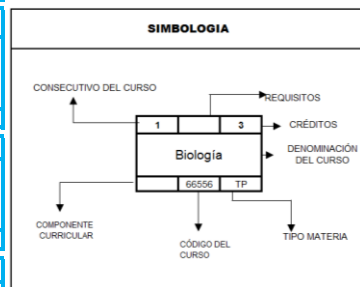 SIMBOLOGIA
CONSECUTIVO DEL CURSO
REQUISITOS
1 3
CRÉDITOS
Biología
DENOMINACIÓN
DEL CURSO
66556 TP
COMPONENTE
CURRICULAR
CÓDIGO DEL
CURSO
TIPO MATERIA